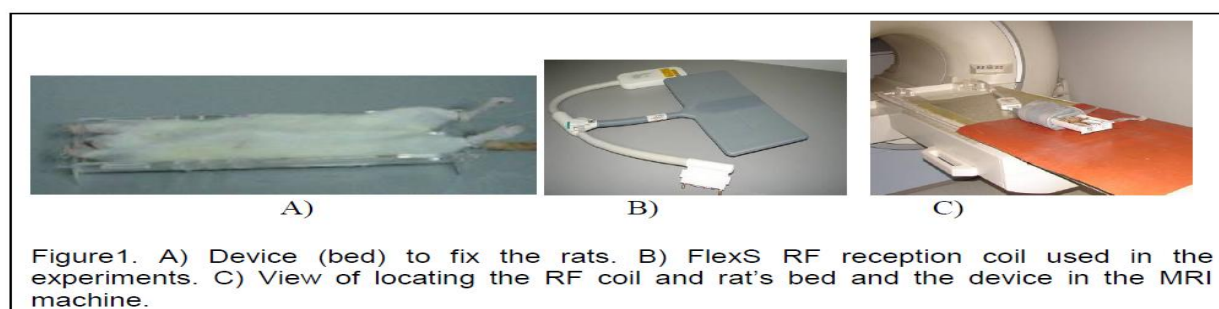 A)
B)
C)
Figure1. A) Device (bed) to fix the rats. B) FlexS RF reception coil used in the
experiments. C) View of locating the RF coil and rat's bed and the device in the MRI
machine.